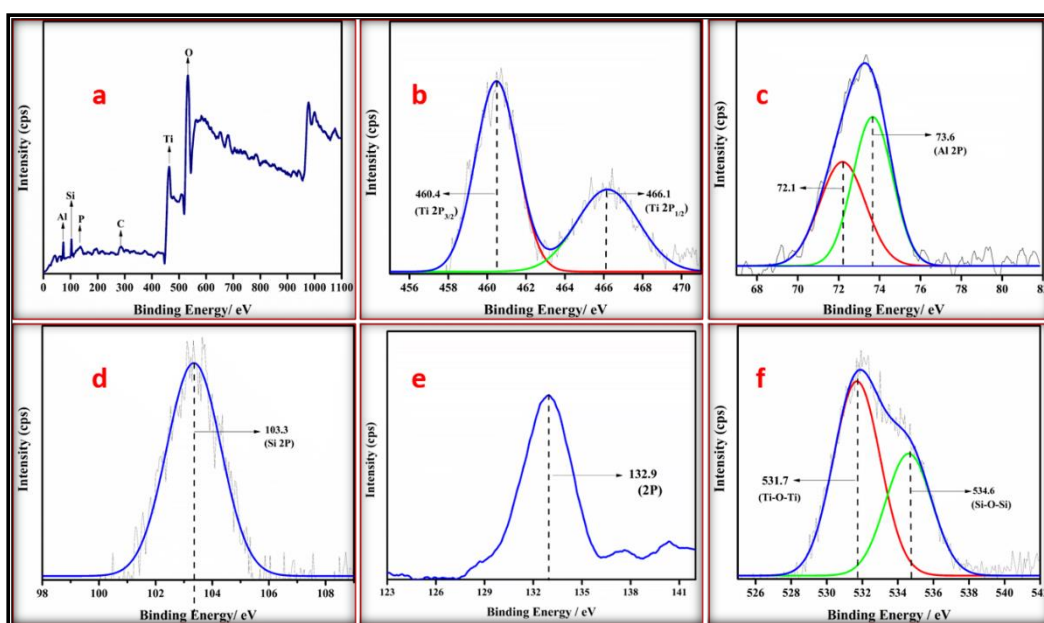 a
O
Ti
Si
Al
P
C
Intensity (cps)
0 100 200 300 400 500 600 700 800 900 1000 1100
Binding Energy/ eV
b
460.4
(Ti 2P3/2)
466.1
(Ti 2P1/2)
Intensity (cps)
456 458 460 462 464 466 468 470
Binding Energy/ eV
c
73.6
(Al 2P)
72.1
Intensity (cps)
68 70 72 74 76 78 80 82
Binding Energy/ eV
d
103.3
(Si 2P)
Intensity (cps)
98 100 102 104 106 108
Binding Energy/ eV
e
132.9
(2P)
Intensity (cps)
123 126 129 132 135 138 141
Binding Energy / eV
f
531.7
(Ti-O-Ti)
534.6
(Si-O-Si)
Intensity (cps)
526 528 530 532 534 536 538 540
Binding Energy / eV